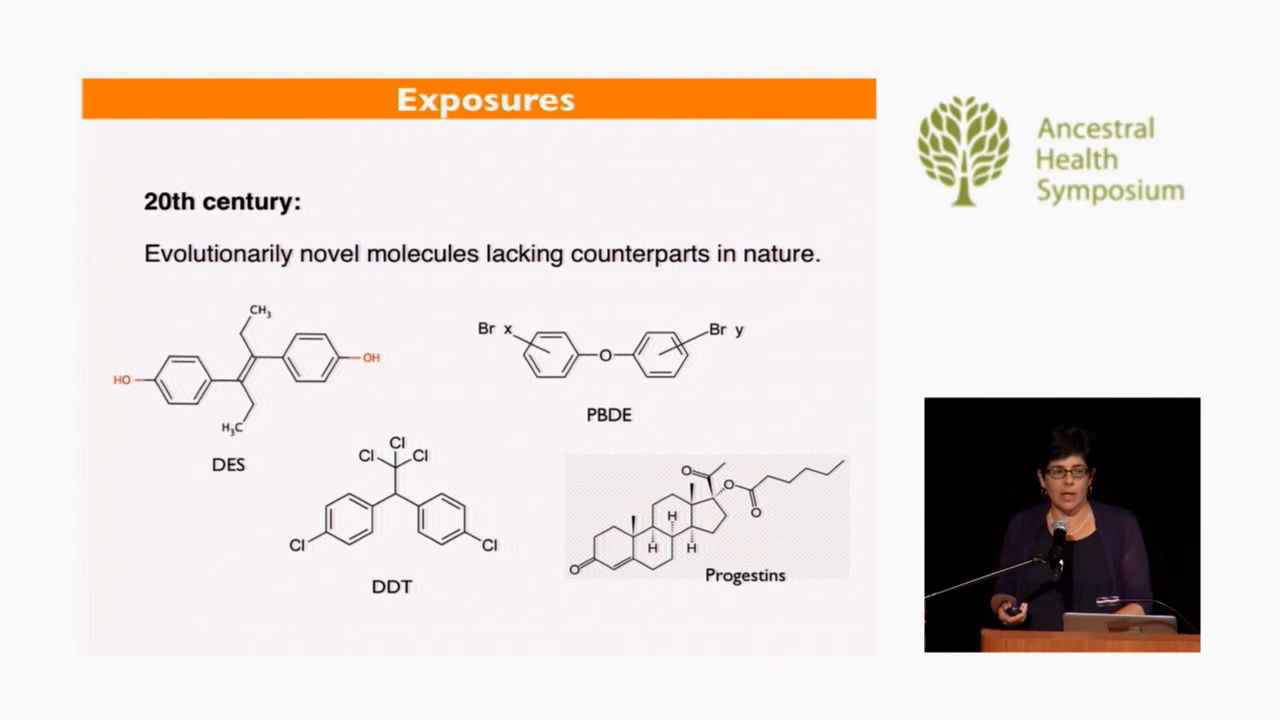 Exposures
Ancestral
Health
Symposium
20th century:
Evolutionarily novel molecules lacking counterparts in nature.
CH3
HO
OH
H3C
DES
Br x
O
Br y
PBDE
Cl
Cl
Cl
Cl
Cl
DDT
O
O
O
H
H
H
O
Progestins